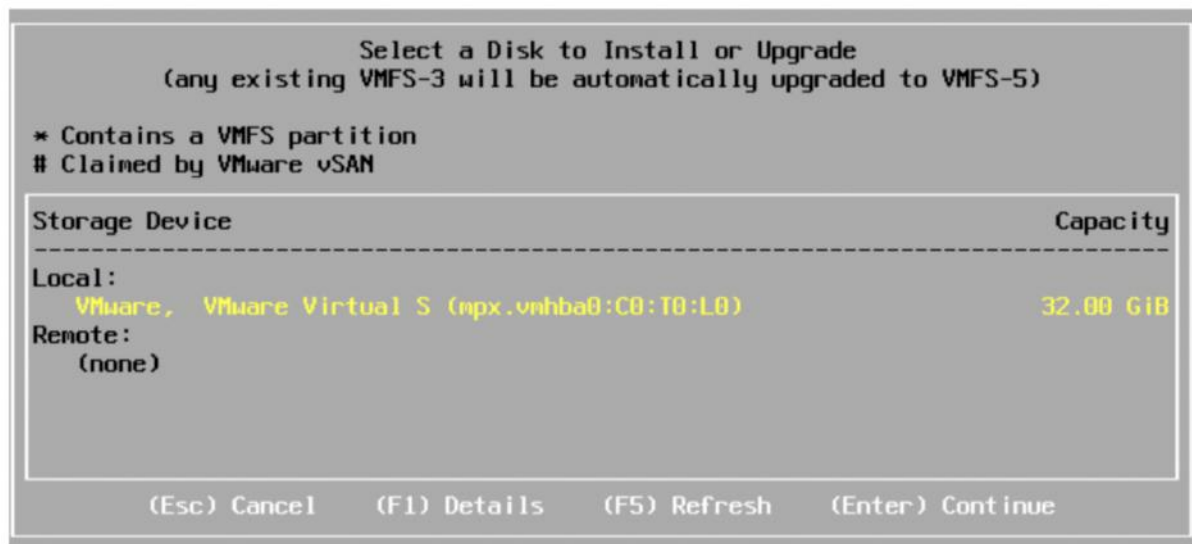 Select a Disk to Install or Upgrade
(any existing VMFS-3 will be automatically upgraded to VMFS-5)
* Contains a VMFS partition
# Claimed by VMware vSAN
Storage Device Capacity
Local:
VMware, VMware Virtual S (mpx.vmhba0:C0:T0:L0) 32.00 GiB
Remote:
(none)
(Esc) Cancel (F1) Details (F5) Refresh (Enter) Continue